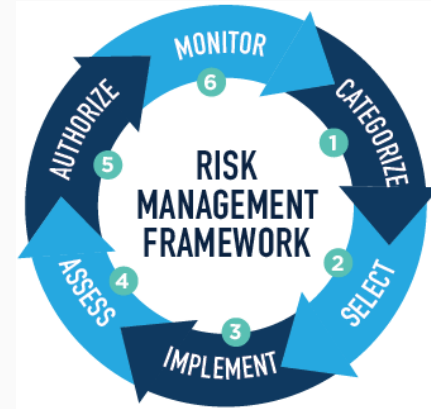 RISK
MANAGEMENT
FRAMEWORK
1
CATEGORIZE
2
SELECT
3
IMPLEMENT
4
ASSESS
5
AUTHORIZE
6
MONITOR